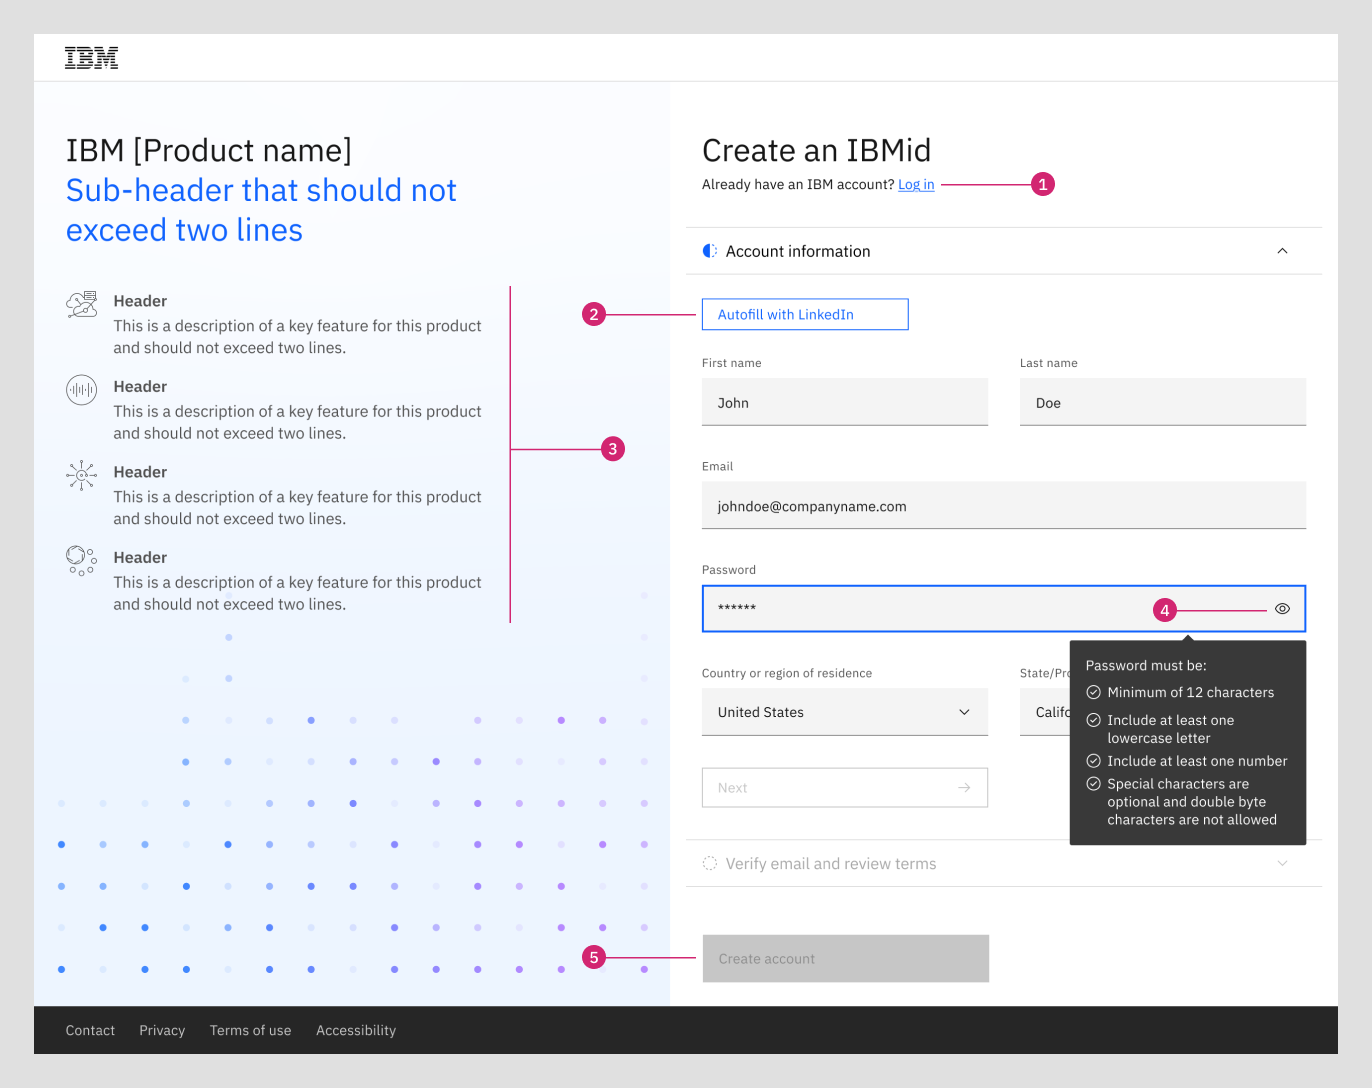 IBM
IBM [Product name]
Sub-header that should not
exceed two lines
Header
This is a description of a key feature for this product
and should not exceed two lines.
Header
This is a description of a key feature for this product
and should not exceed two lines.
Header
This is a description of a key feature for this product
and should not exceed two lines.
Header
This is a description of a key feature for this product
and should not exceed two lines.
3
Create an IBMid
Already have an IBM account? Log in
1
Account information
2
Autofill with LinkedIn
First name
Last name
John
Doe
Email
johndoe@companyname.com
Password
******
4
Password must be:
Minimum of 12 characters
Include at least one
lowercase letter
Include at least one number
Special characters are
optional and double byte
characters are not allowed
Country or region of residence
State/Pro
United States
Califo
Next
Verify email and review terms
5
Create account
Contact
Privacy
Terms of use
Accessibility